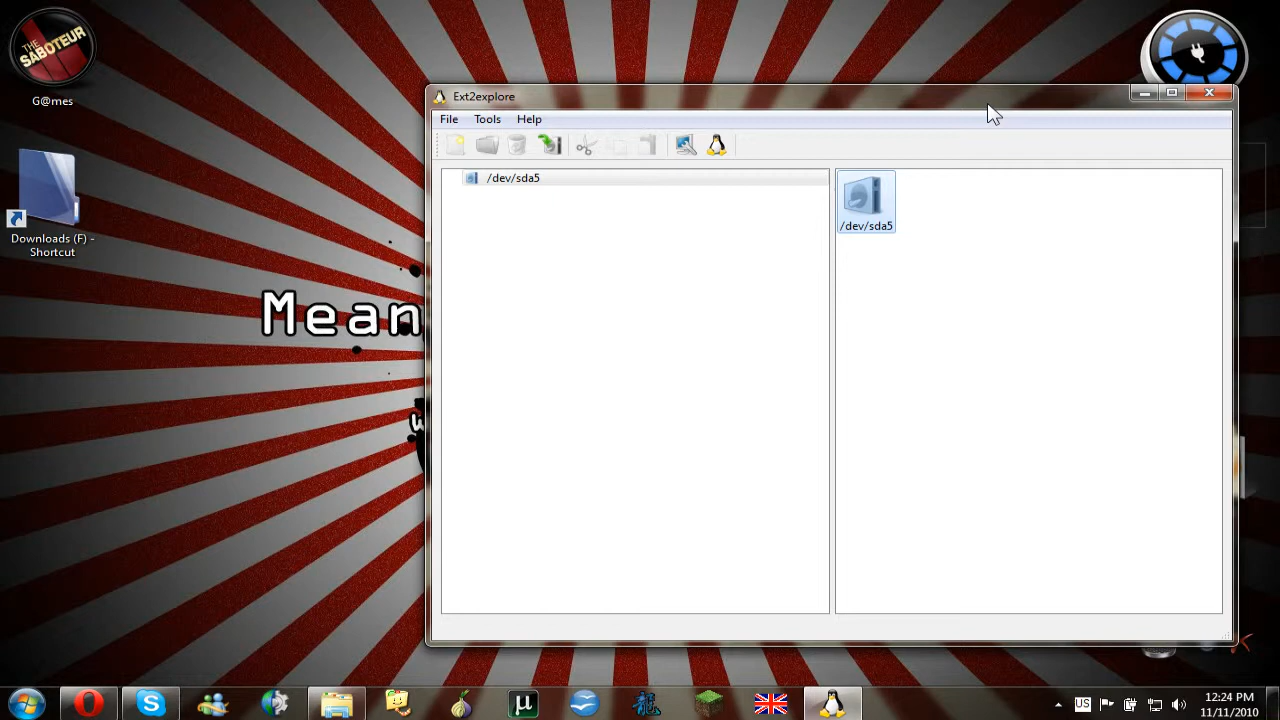 THE
SABOTEUR
G@mes
Downloads (F) -
Shortcut
Mean
w
Ext2explore
File Tools Help
/dev/sda5
/dev/sda5
US
12:24 PM
11/11/2010